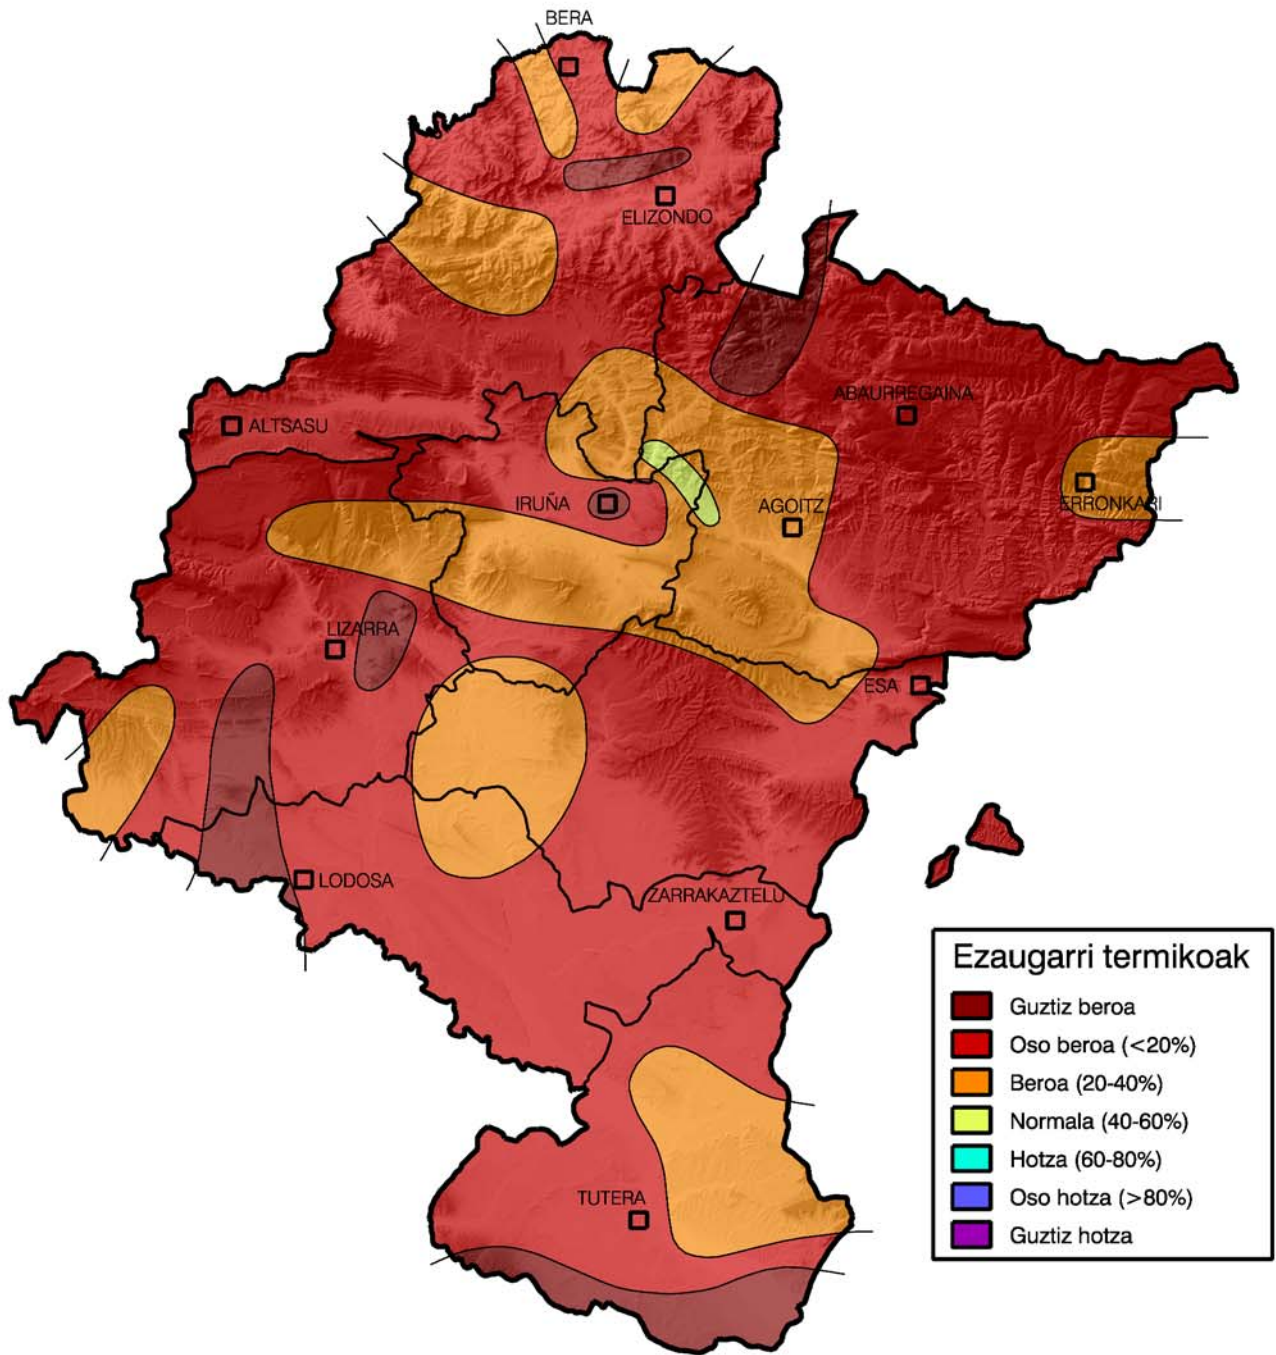 BERA
ELIZONDO
ABAURREGAINA
ALTSASU
IRUÑA
AGOITZ
ERRONKARI
LIZARRA
ESA
LODOSA
ZARRAKAZTELU
TUTERA
Ezaugarri termikoak
Guztiz beroa
Oso beroa (<20%)
Beroa (20-40%)
Normala (40-60%)
Hotza (60-80%)
Oso hotza (>80%)
Guztiz hotza